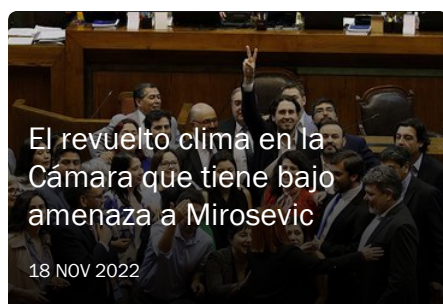 El revuelto clima en la
Cámara que tiene bajo
amenaza a Mirosevic
18 NOV 2022